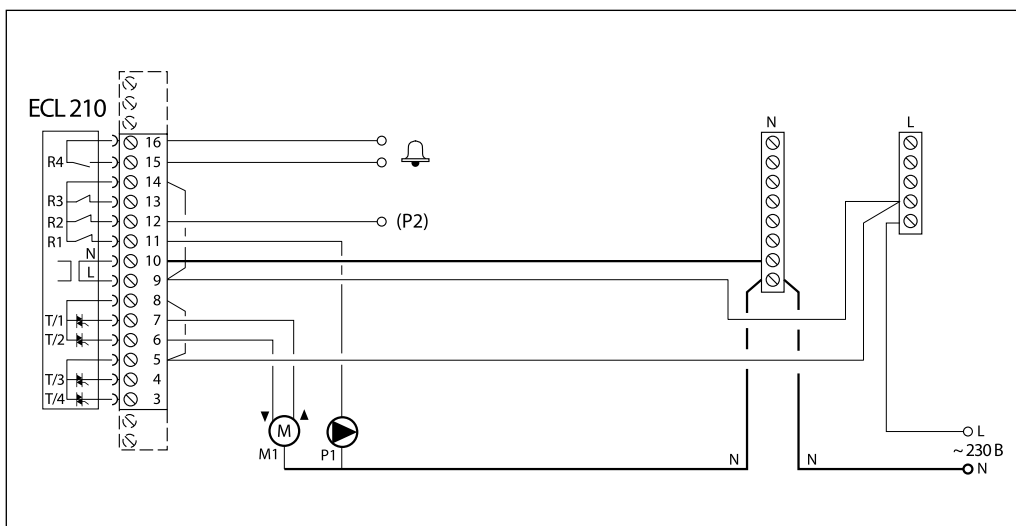 ECL 210
N
L
16
R4 15
14
R3 13
R2 12 (P2)
R1 11
N 10
L 9
8
T/1 7
T/2 6
5
T/3 4
T/4 3
M
M1 P1
N N
L
~ 230 В
N